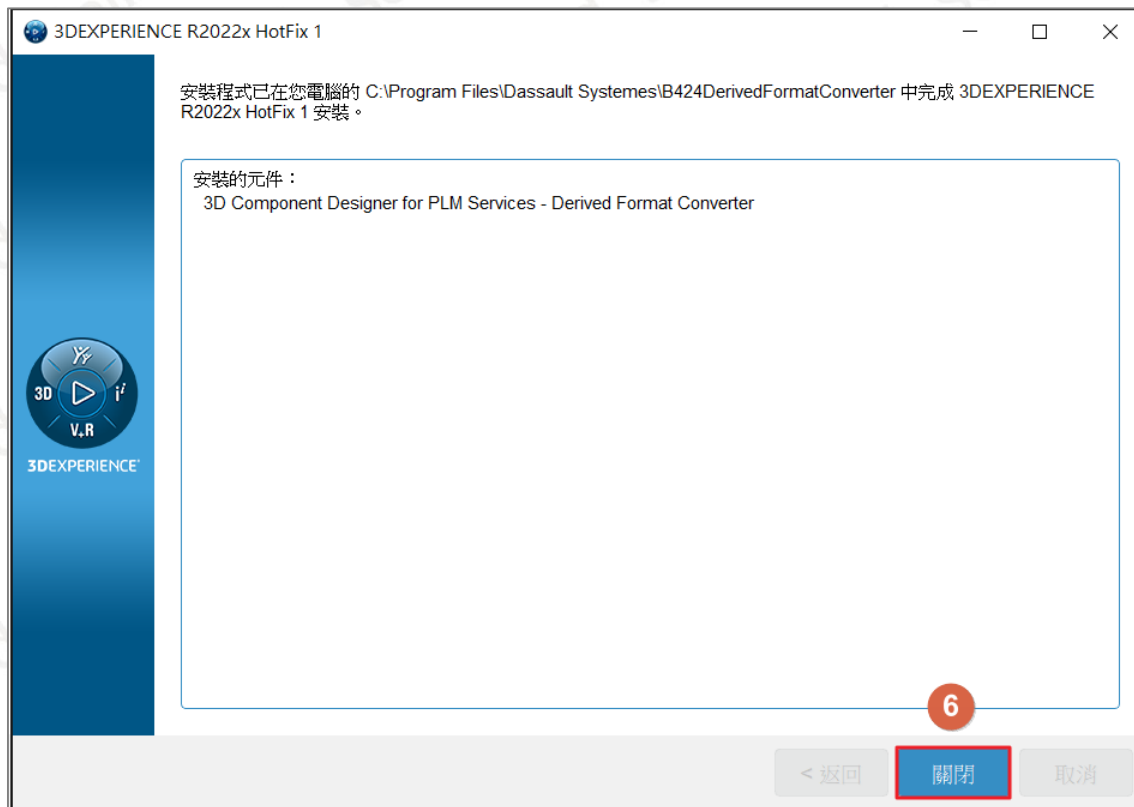 3DEXPERIENCE R2022x HotFix 1
安裝程式已在您電腦的 C:\Program Files\Dassault Systemes\B424DerivedFormatConverter 中完成 3DEXPERIENCE
R2022x HotFix 1 安裝。
安裝的元件：
3D Component Designer for PLM Services - Derived Format Converter
3D
i
V+R
3DEXPERIENCE
6
< 返回
關閉
取消